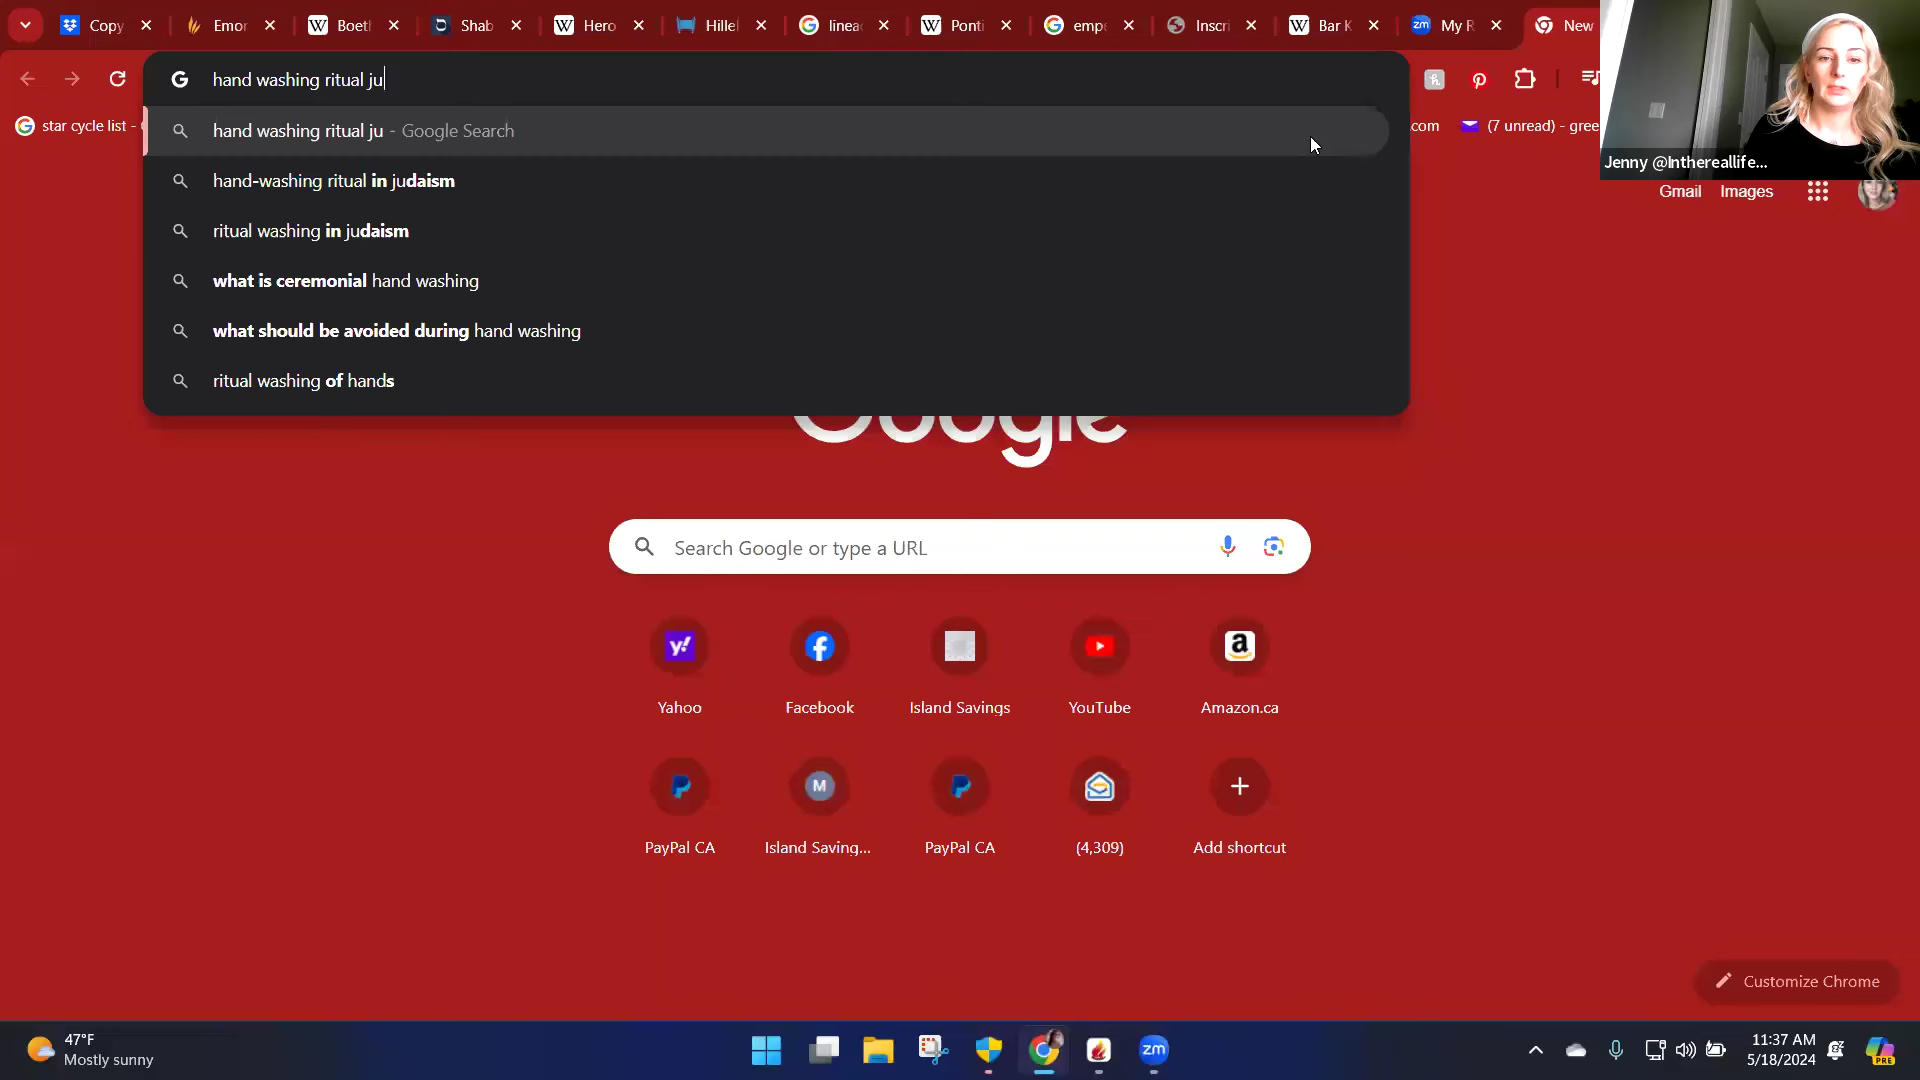 Copy
Emor
Boetl
Shab
Hero
Hillel
linea
Ponti
empe
Inscri
Bar K
My R
New
hand washing ritual ju
star cycle list -
hand washing ritual ju - Google Search
.com
(7 unread) - gree
Jenny @Inthereallife...
hand-washing ritual in judaism
Gmail
Images
ritual washing in judaism
what is ceremonial hand washing
what should be avoided during hand washing
ritual washing of hands
Google
Search Google or type a URL
Yahoo
Facebook
Island Savings
YouTube
Amazon.ca
M
PayPal CA
Island Saving...
PayPal CA
(4,309)
Add shortcut
Customize Chrome
47°F
Mostly sunny
zm
11:37 AM
5/18/2024
PRE